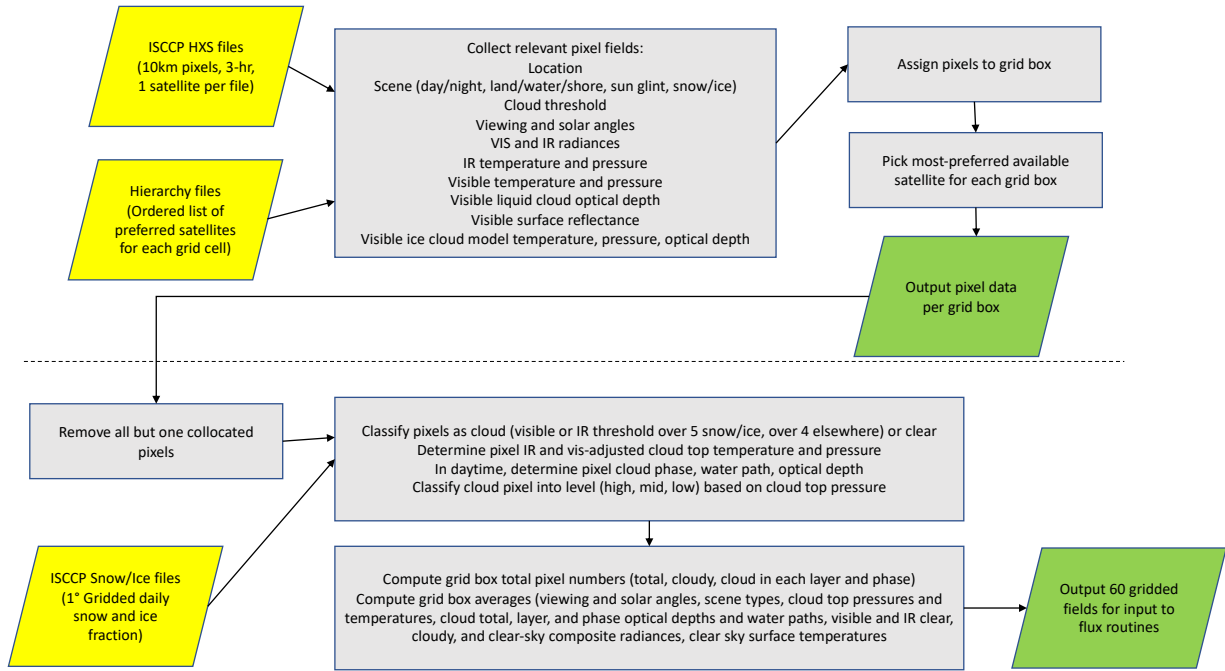 ISCCP HXS files
(10km pixels, 3-hr,
1 satellite per file)
Hierarchy files
(Ordered list of
preferred satellites
for each grid cell)
Collect relevant pixel fields:
Location
Scene (day/night, land/water/shore, sun glint, snow/ice)
Cloud threshold
Viewing and solar angles
VIS and IR radiances
IR temperature and pressure
Visible temperature and pressure
Visible liquid cloud optical depth
Visible surface reflectance
Visible ice cloud model temperature, pressure, optical depth
Assign pixels to grid box
Pick most-preferred available
satellite for each grid box
Output pixel data
per grid box
Remove all but one collocated
pixels
ISCCP Snow/Ice files
(1° Gridded daily
snow and ice
fraction)
Classify pixels as cloud (visible or IR threshold over 5 snow/ice, over 4 elsewhere) or clear
Determine pixel IR and vis-adjusted cloud top temperature and pressure
In daytime, determine pixel cloud phase, water path, optical depth
Classify cloud pixel into level (high, mid, low) based on cloud top pressure
Compute grid box total pixel numbers (total, cloudy, cloud in each layer and phase)
Compute grid box averages (viewing and solar angles, scene types, cloud top pressures and
temperatures, cloud total, layer, and phase optical depths and water paths, visible and IR clear,
cloudy, and clear-sky composite radiances, clear sky surface temperatures
Output 60 gridded
fields for input to
flux routines